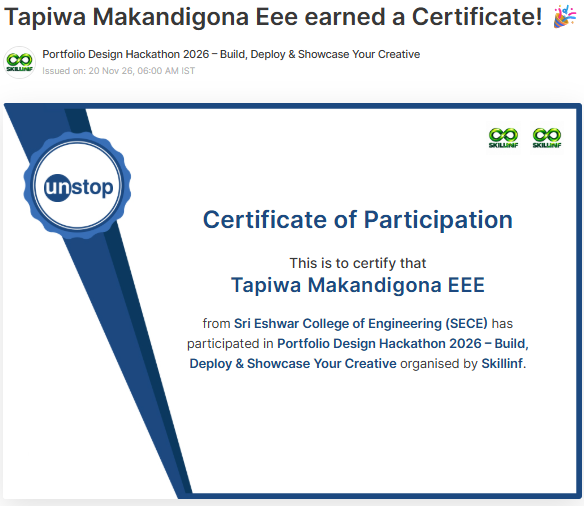 Tapiwa Makandigona Eee earned a Certificate! 🎉
SKILLINF
Portfolio Design Hackathon 2026 – Build, Deploy & Showcase Your Creative
Issued on: 20 Nov 26, 06:00 AM IST
SKILLINF SKILLINF
unstop
Certificate of Participation
This is to certify that
Tapiwa Makandigona EEE
from Sri Eshwar College of Engineering (SECE) has
participated in Portfolio Design Hackathon 2026 – Build,
Deploy & Showcase Your Creative organised by Skillinf.